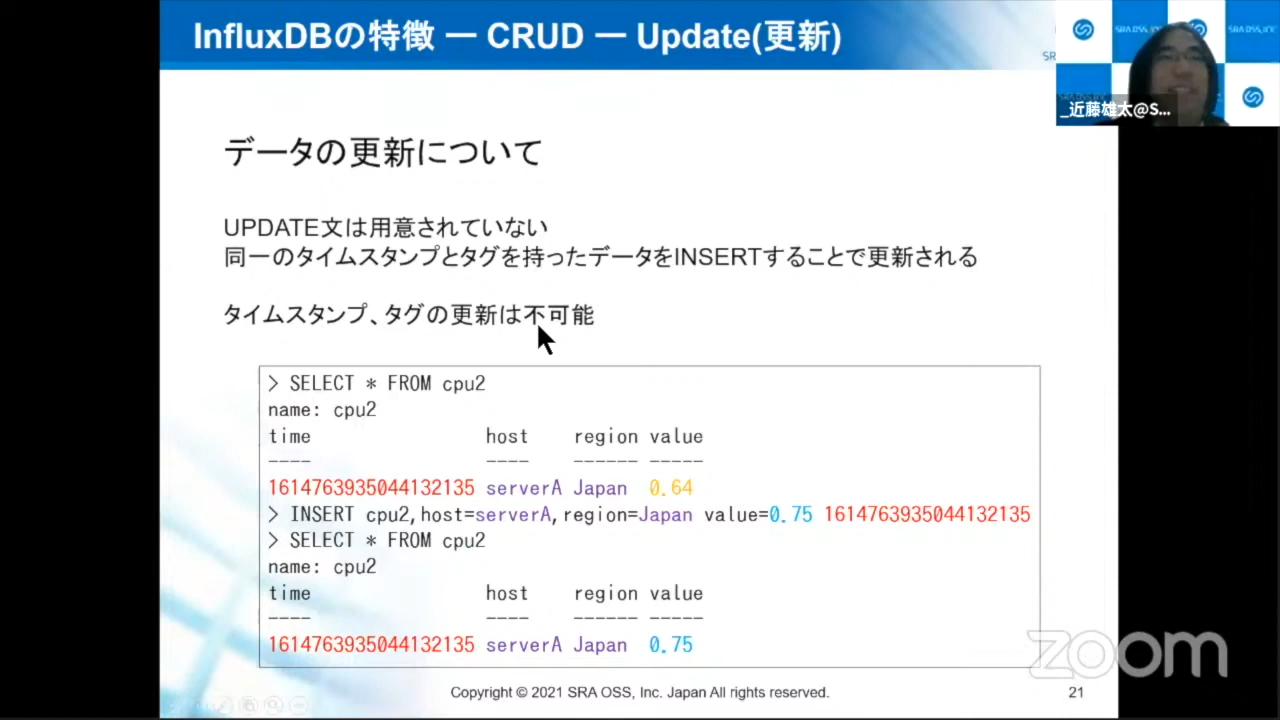 InfluxDBの特徴 ー CRUD ー Update(更新)
SRA OSS, INC.
SRA OSS, INC.
_近藤雄太@S...
データの更新について
UPDATE文は用意されていない
同一のタイムスタンプとタグを持ったデータをINSERTすることで更新される
タイムスタンプ、タグの更新は不可能
> SELECT * FROM cpu2
name: cpu2
time host region value
---- ---- ------ -----
1614763935044132135 serverA Japan 0.64
> INSERT cpu2,host=serverA,region=Japan value=0.75 1614763935044132135
> SELECT * FROM cpu2
name: cpu2
time host region value
---- ---- ------ -----
1614763935044132135 serverA Japan 0.75
zoom
Copyright © 2021 SRA OSS, Inc. Japan All rights reserved.
21